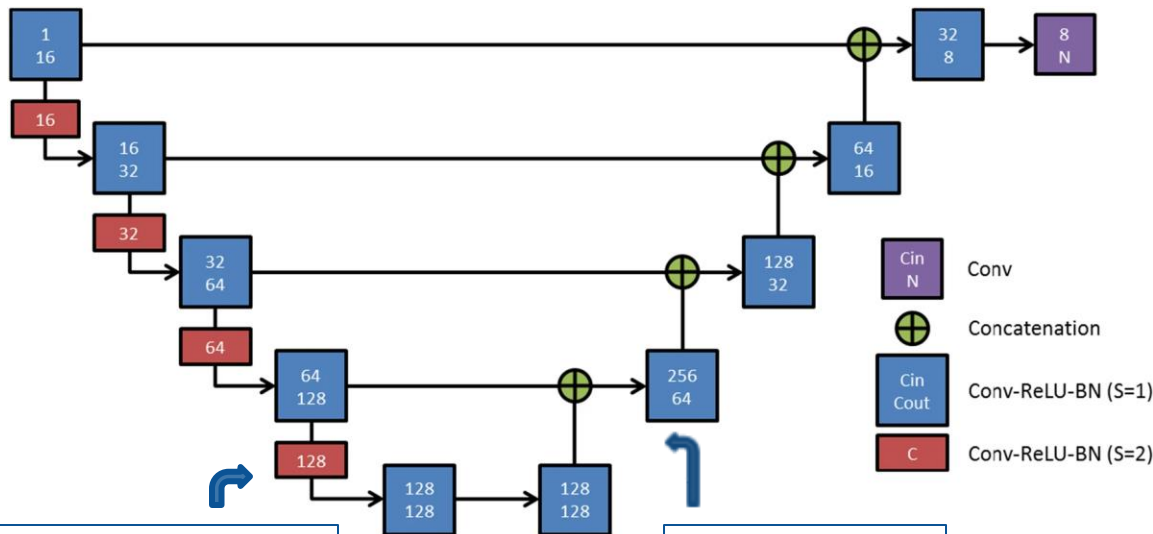 1
16
32
8
8
N
16
16
32
64
16
32
32
64
128
32
Cin
N
Conv
Concatenation
64
64
128
256
64
Cin
Cout
Conv-ReLU-BN (S=1)
128
C
Conv-ReLU-BN (S=2)
128
128
128
128